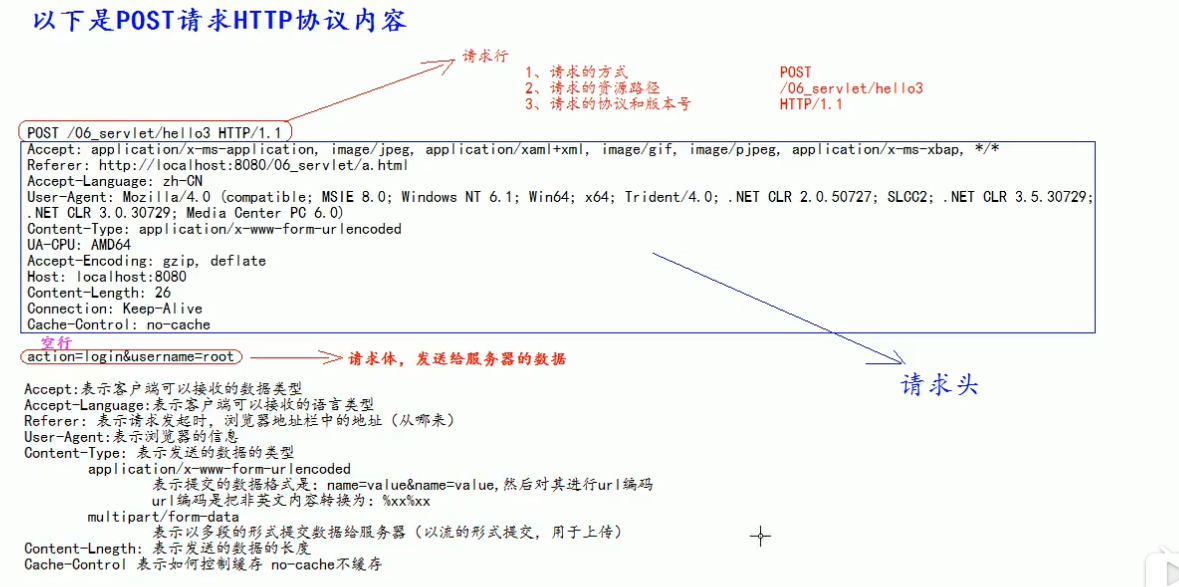 以下是POST请求HTTP协议内容
请求行
1、请求的方式 POST
2、请求的资源路径 /06_servlet/hello3
3、请求的协议和版本号 HTTP/1.1
POST /06_servlet/hello3 HTTP/1.1
Accept: application/x-ms-application, image/jpeg, application/xaml+xml, image/gif, image/pjpeg, application/x-ms-xbap, */*
Referer: http://localhost:8080/06_servlet/a.html
Accept-Language: zh-CN
User-Agent: Mozilla/4.0 (compatible; MSIE 8.0; Windows NT 6.1; Win64; x64; Trident/4.0; .NET CLR 2.0.50727; SLCC2; .NET CLR 3.5.30729;
.NET CLR 3.0.30729; Media Center PC 6.0)
Content-Type: application/x-www-form-urlencoded
UA-CPU: AMD64
Accept-Encoding: gzip, deflate
Host: localhost:8080
Content-Length: 26
Connection: Keep-Alive
Cache-Control: no-cache
空行
action=login&username=root 请求体，发送给服务器的数据
请求头
Accept:表示客户端可以接收的数据类型
Accept-Language:表示客户端可以接收的语言类型
Referer: 表示请求发起时，浏览器地址栏中的地址（从哪来）
User-Agent:表示浏览器的信息
Content-Type: 表示发送的数据的类型
application/x-www-form-urlencoded
表示提交的数据格式是: name=value&name=value,然后对其进行url编码
url编码是把非英文内容转换为: %xx%xx
multipart/form-data
表示以多段的形式提交数据给服务器（以流的形式提交，用于上传）
Content-Lnegth: 表示发送的数据的长度
Cache-Control 表示如何控制缓存 no-cache不缓存